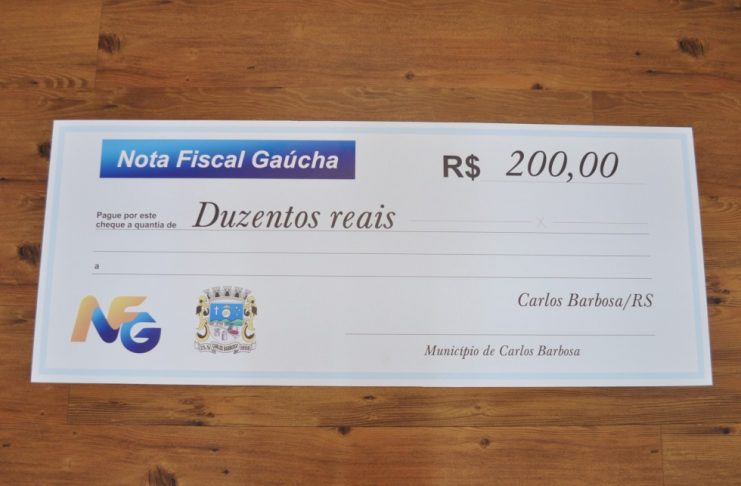 Nota Fiscal Gaúcha
R$ 200,00
Pague por este
cheque a quantia de
Duzentos reais
x
a
NFG
Carlos Barbosa/RS
Município de Carlos Barbosa